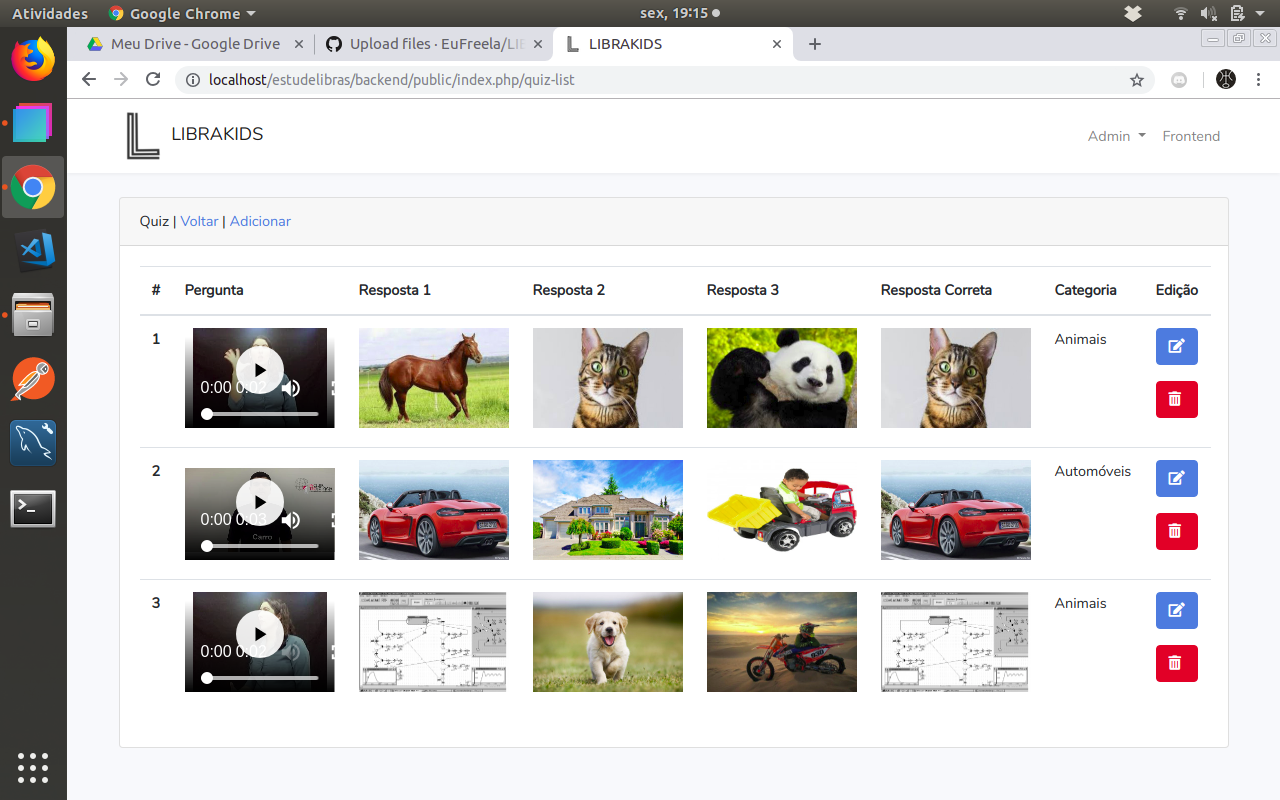 Atividades Google Chrome sex, 19:15
Meu Drive - Google Drive Upload files · EuFreela/LIB LIBRAKIDS
localhost/estudelibras/backend/public/index.php/quiz-list
LIBRAKIDS Admin Frontend
Quiz | Voltar | Adicionar
# Pergunta Resposta 1 Resposta 2 Resposta 3 Resposta Correta Categoria Edição
1 Animais
0:00 0:02
2 Automóveis
0:00 0:03
Carro
3 Animais
0:00 0:02